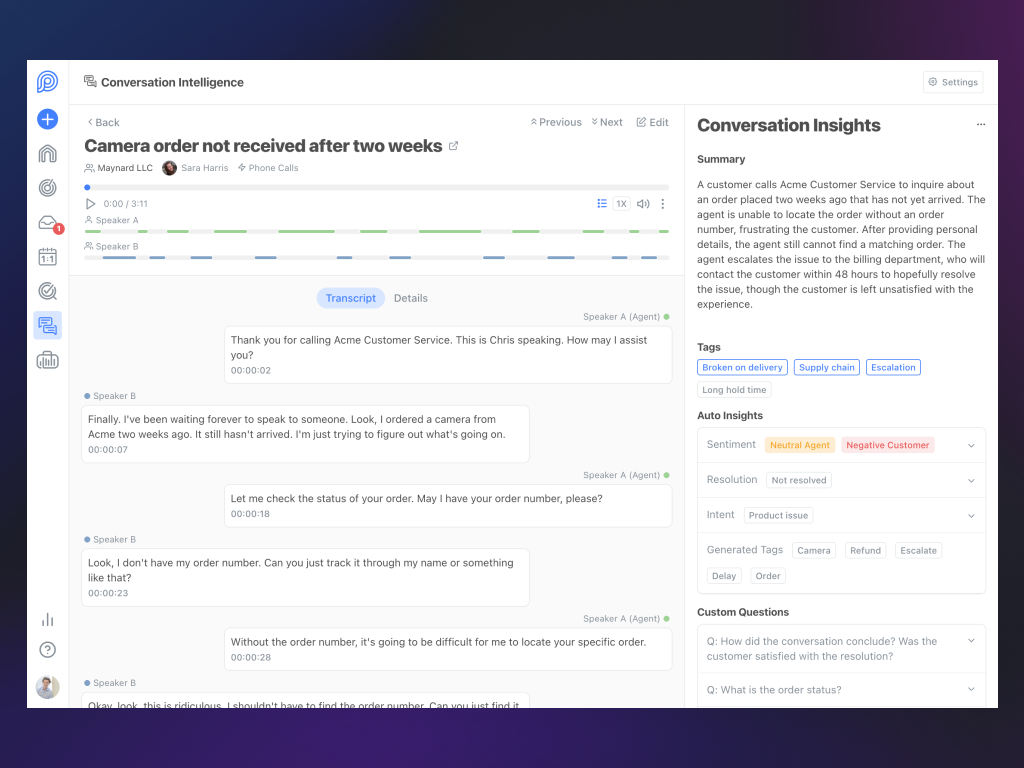 Conversation Intelligence
Settings
1
1:1
Back
Previous
Next
Edit
Camera order not received after two weeks
Maynard LLC
Sara Harris
Phone Calls
0:00 / 3:11
1X
Speaker A
Speaker B
Transcript
Details
Speaker A (Agent)
Thank you for calling Acme Customer Service. This is Chris speaking. How may I assist
you?
00:00:02
Speaker B
Finally. I've been waiting forever to speak to someone. Look, I ordered a camera from
Acme two weeks ago. It still hasn't arrived. I'm just trying to figure out what's going on.
00:00:07
Speaker A (Agent)
Let me check the status of your order. May I have your order number, please?
00:00:18
Speaker B
Look, I don't have my order number. Can you just track it through my name or something
like that?
00:00:23
Speaker A (Agent)
Without the order number, it's going to be difficult for me to locate your specific order.
00:00:28
Speaker B
Okay, look, this is ridiculous. I shouldn't have to find the order number. Can you just find it
Conversation Insights
Summary
A customer calls Acme Customer Service to inquire about
an order placed two weeks ago that has not yet arrived. The
agent is unable to locate the order without an order
number, frustrating the customer. After providing personal
details, the agent still cannot find a matching order. The
agent escalates the issue to the billing department, who will
contact the customer within 48 hours to hopefully resolve
the issue, though the customer is left unsatisfied with the
experience.
Tags
Broken on delivery
Supply chain
Escalation
Long hold time
Auto Insights
Sentiment
Neutral Agent
Negative Customer
Resolution
Not resolved
Intent
Product issue
Generated Tags
Camera
Refund
Escalate
Delay
Order
Custom Questions
Q: How did the conversation conclude? Was the
customer satisfied with the resolution?
Q: What is the order status?